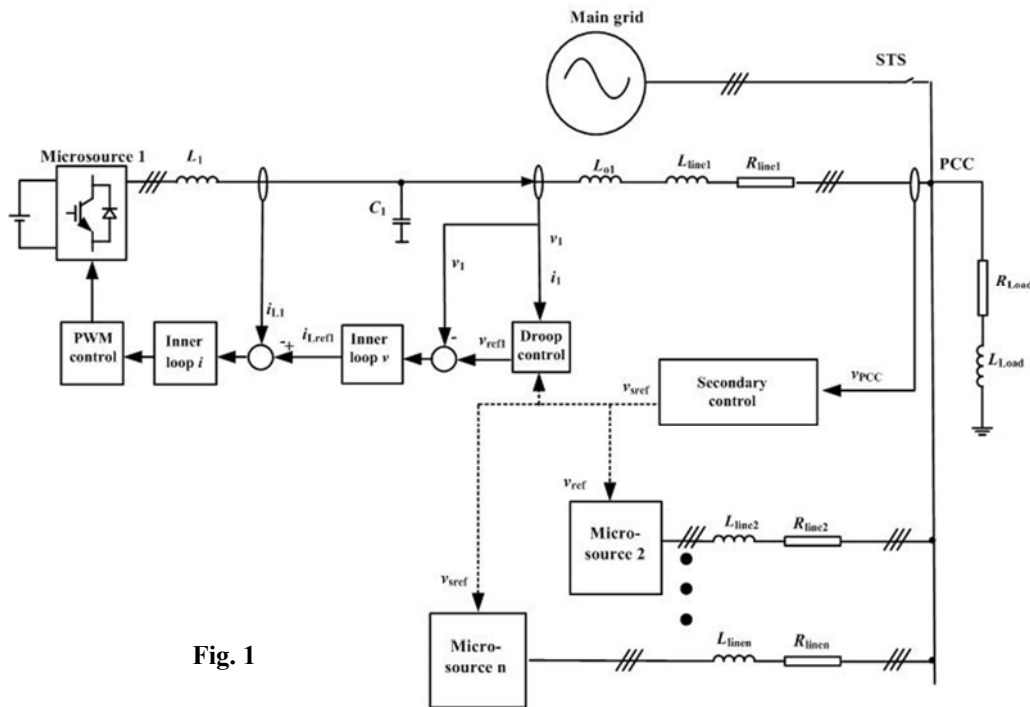 Main grid
STS
Microsource 1
L1
Lo1
Lline1
Rline1
PCC
C1
v1
v1
i1
RLoad
LLoad
iL1
PWM control
Inner loop i
-+
iLref1
Inner loop v
-
vref1
Droop control
vsref
Secondary control
vPCC
vref
Micro-source 2
Lline2
Rline2
vsref
Micro-source n
Llinen
Rlinen
Fig. 1